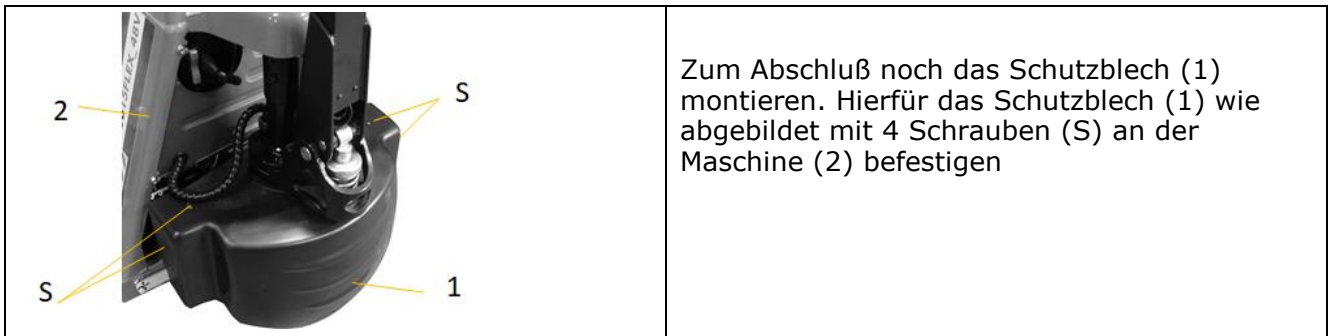 SFLEX_48V
2
S
S
1
Zum Abschluß noch das Schutzblech (1)
montieren. Hierfür das Schutzblech (1) wie
abgebildet mit 4 Schrauben (S) an der
Maschine (2) befestigen